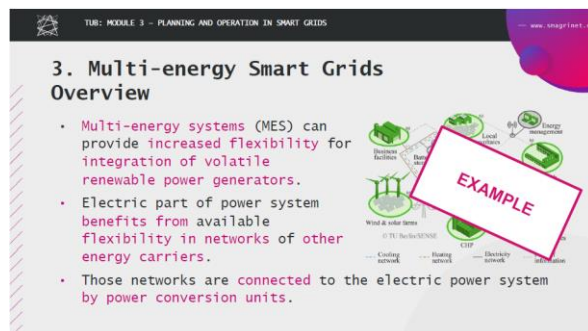 TUB: MODULE 3 – PLANNING AND OPERATION IN SMART GRIDS
www.smagrinet.
3. Multi-energy Smart Grids
Overview
• Multi-energy systems (MES) can
provide increased flexibility for
integration of volatile
renewable power generators.
• Electric part of power system
benefits from available
flexibility in networks of other
energy carriers.
• Those networks are connected to the electric power system
by power conversion units.
Business
facilities
Local
Energy
management
EXAMPLE
Wind & solar farms
© TU Berlin/SENSE
CHP
Cooling
network
Heating
network
Electricity
network
information